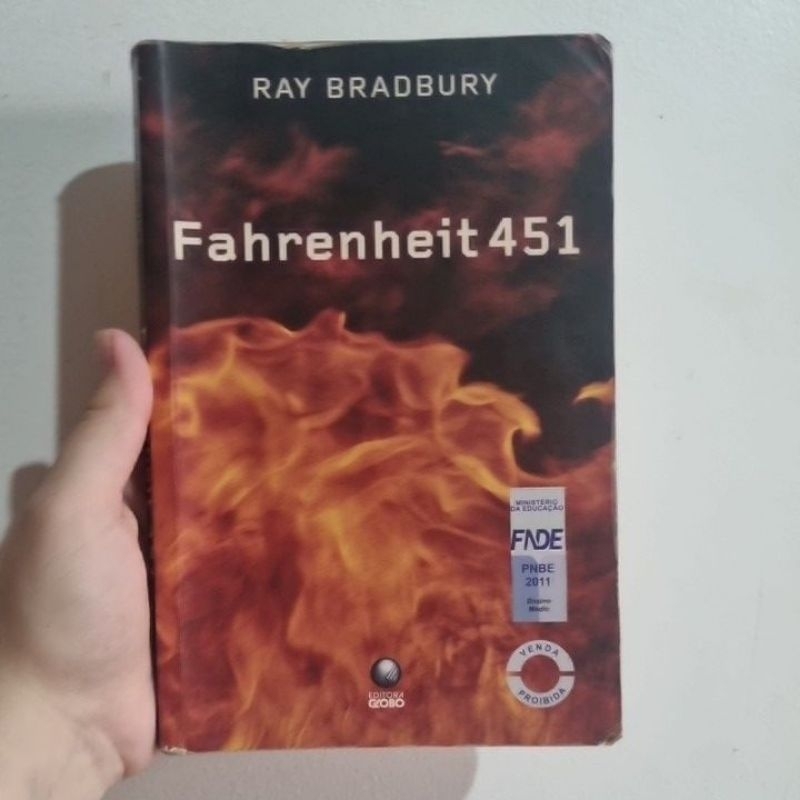 RAY BRADBURY
Fahrenheit 451
MINISTÉRIO
DA EDUCAÇÃO
FNDE
PNBE
2011
Ensino
Médio
VENDA
PROIBIDA
EDITORA
GLOBO